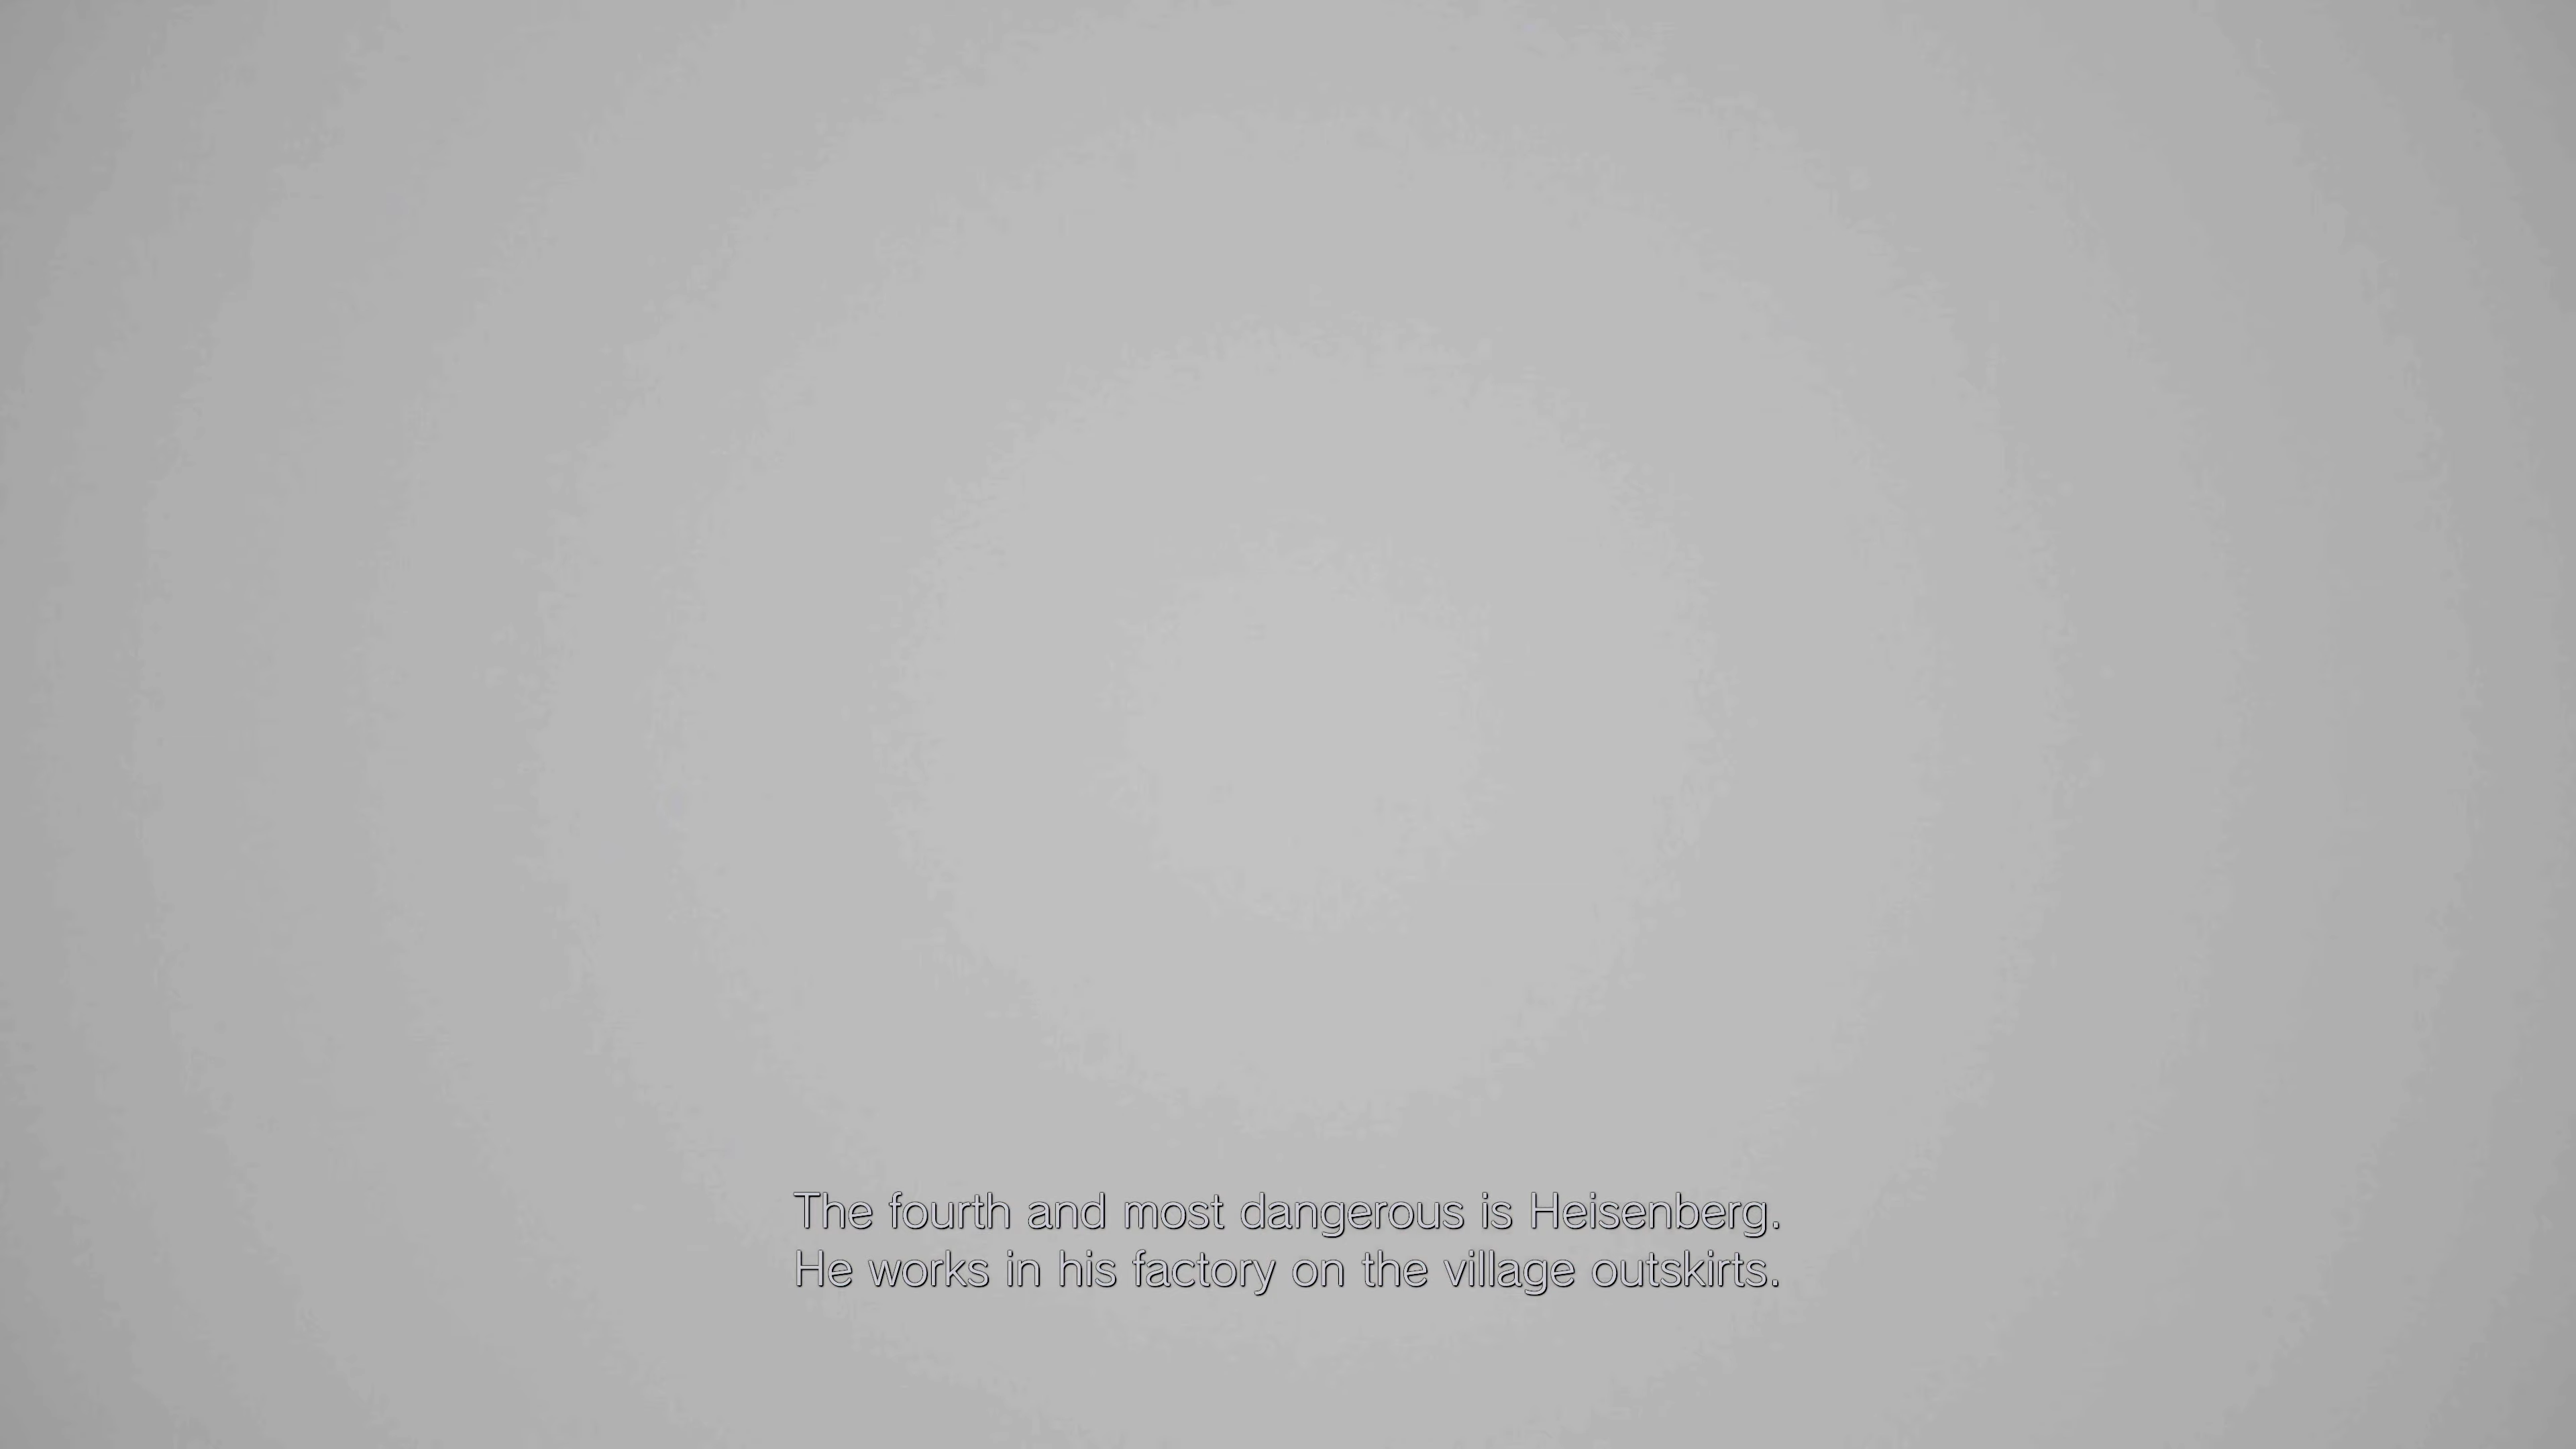 The fourth and most dangerous is Heisenberg.
He works in his factory on the village outskirts.